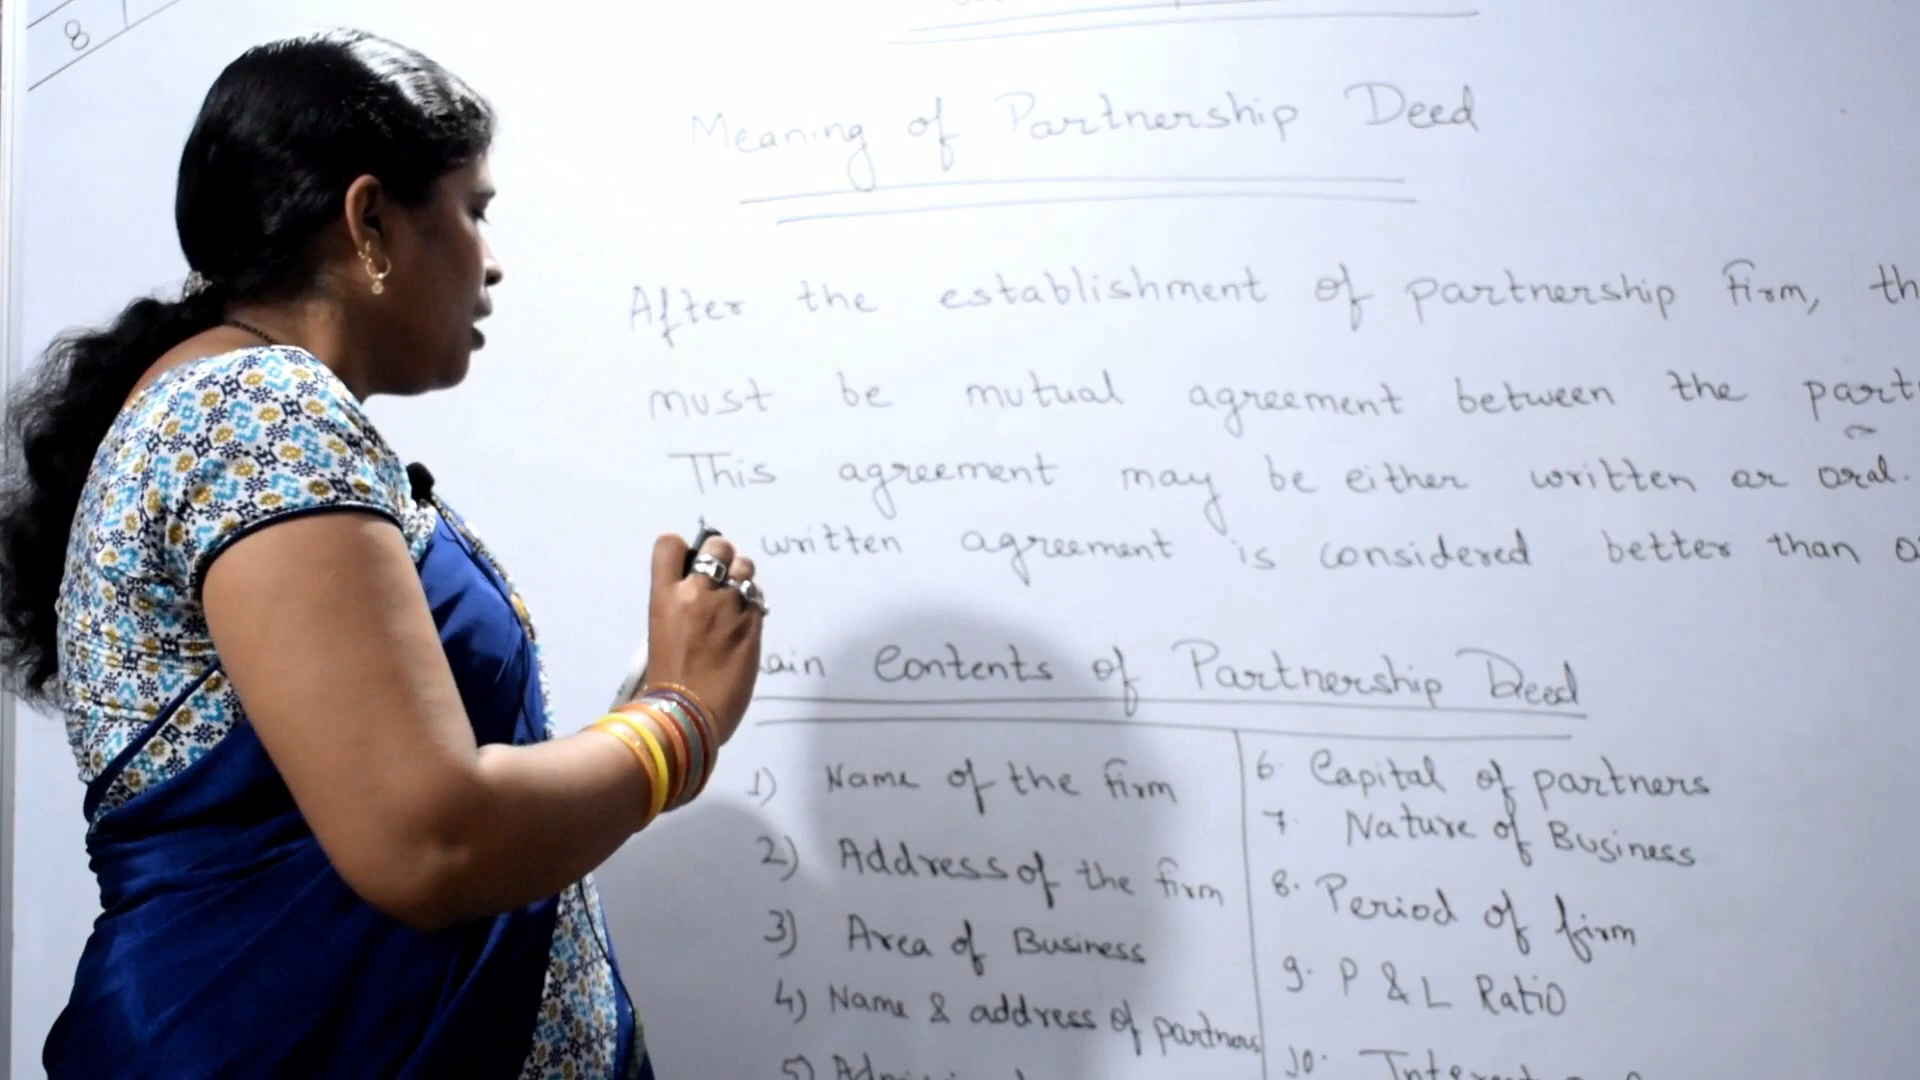 8
Meaning of Partnership Deed
After the establishment of partnership firm, th
must be mutual agreement between the part
This agreement may be either written or oral.
written agreement is considered better than o
ain Contents of Partnership Deed
1) Name of the firm
2) Address of the firm
3) Area of Business
4) Name & address of partners
5)
6. Capital of partners
7. Nature of Business
8. Period of firm
9. P & L Ratio
10. Interest